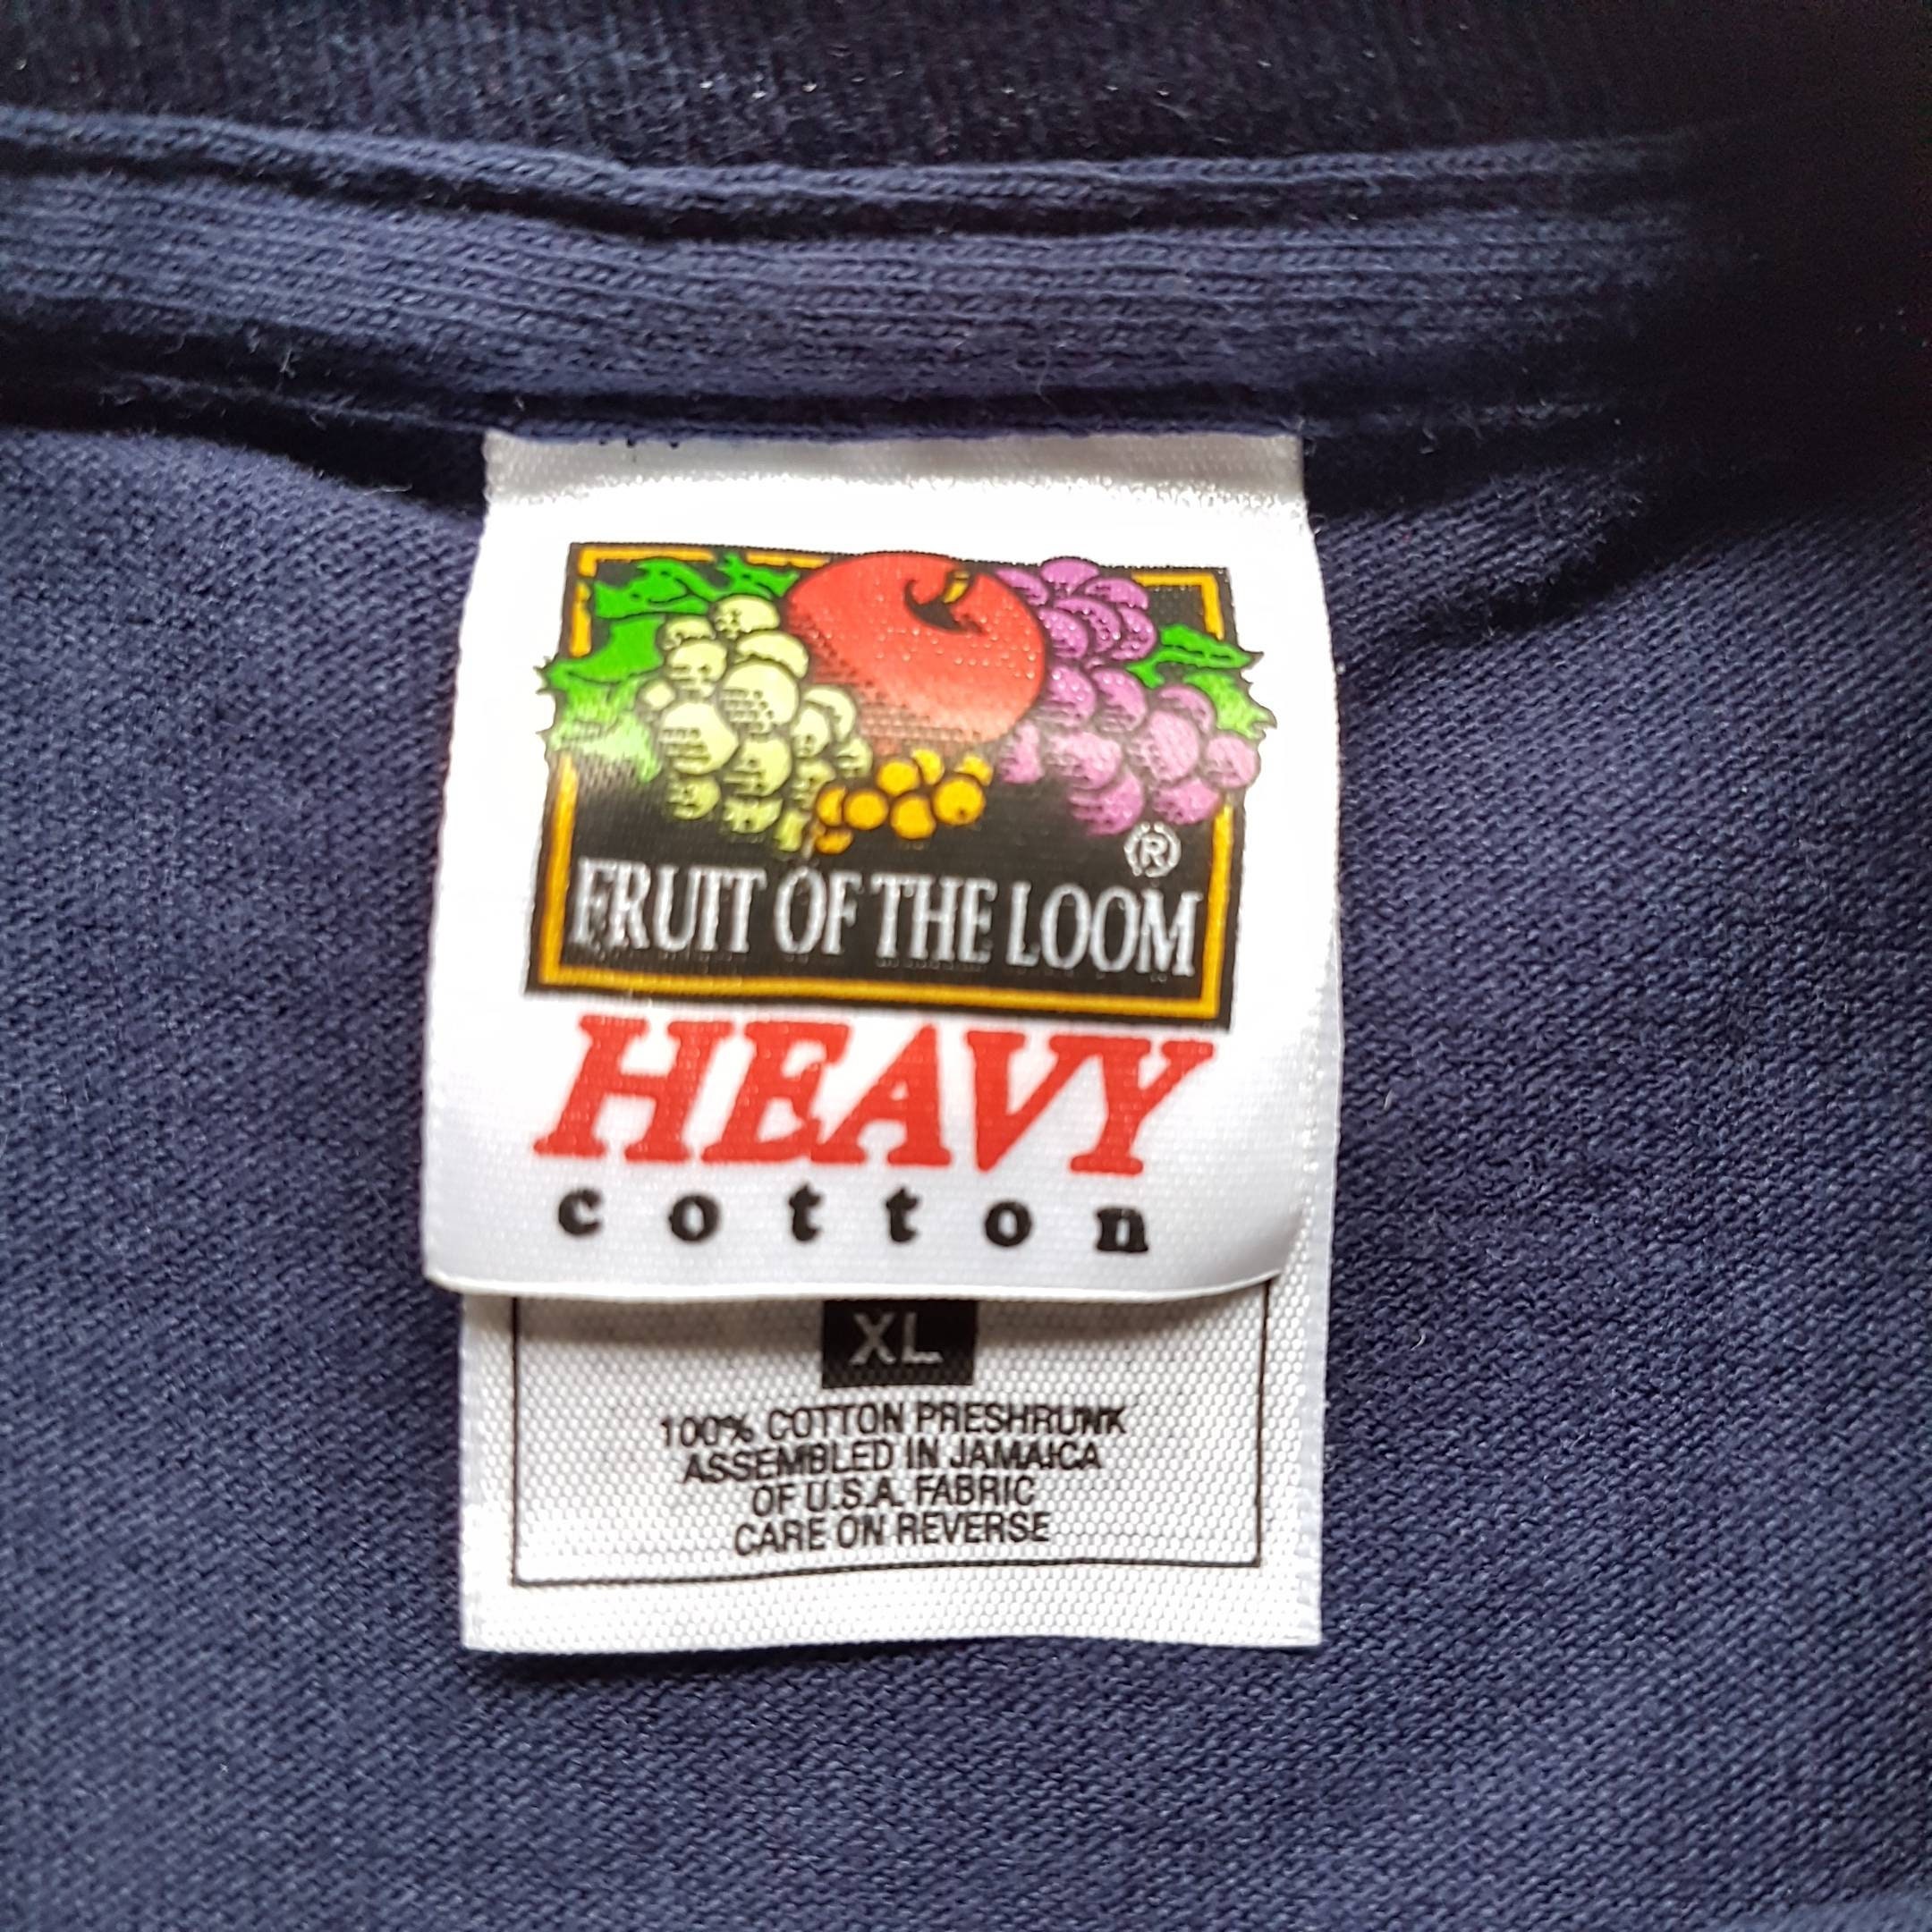 ®
FRUIT OF THE LOOM
HEAVY
cotton
XL
100% COTTON PRESHRUNK
ASSEMBLED IN JAMAICA
OF U.S.A. FABRIC
CARE ON REVERSE